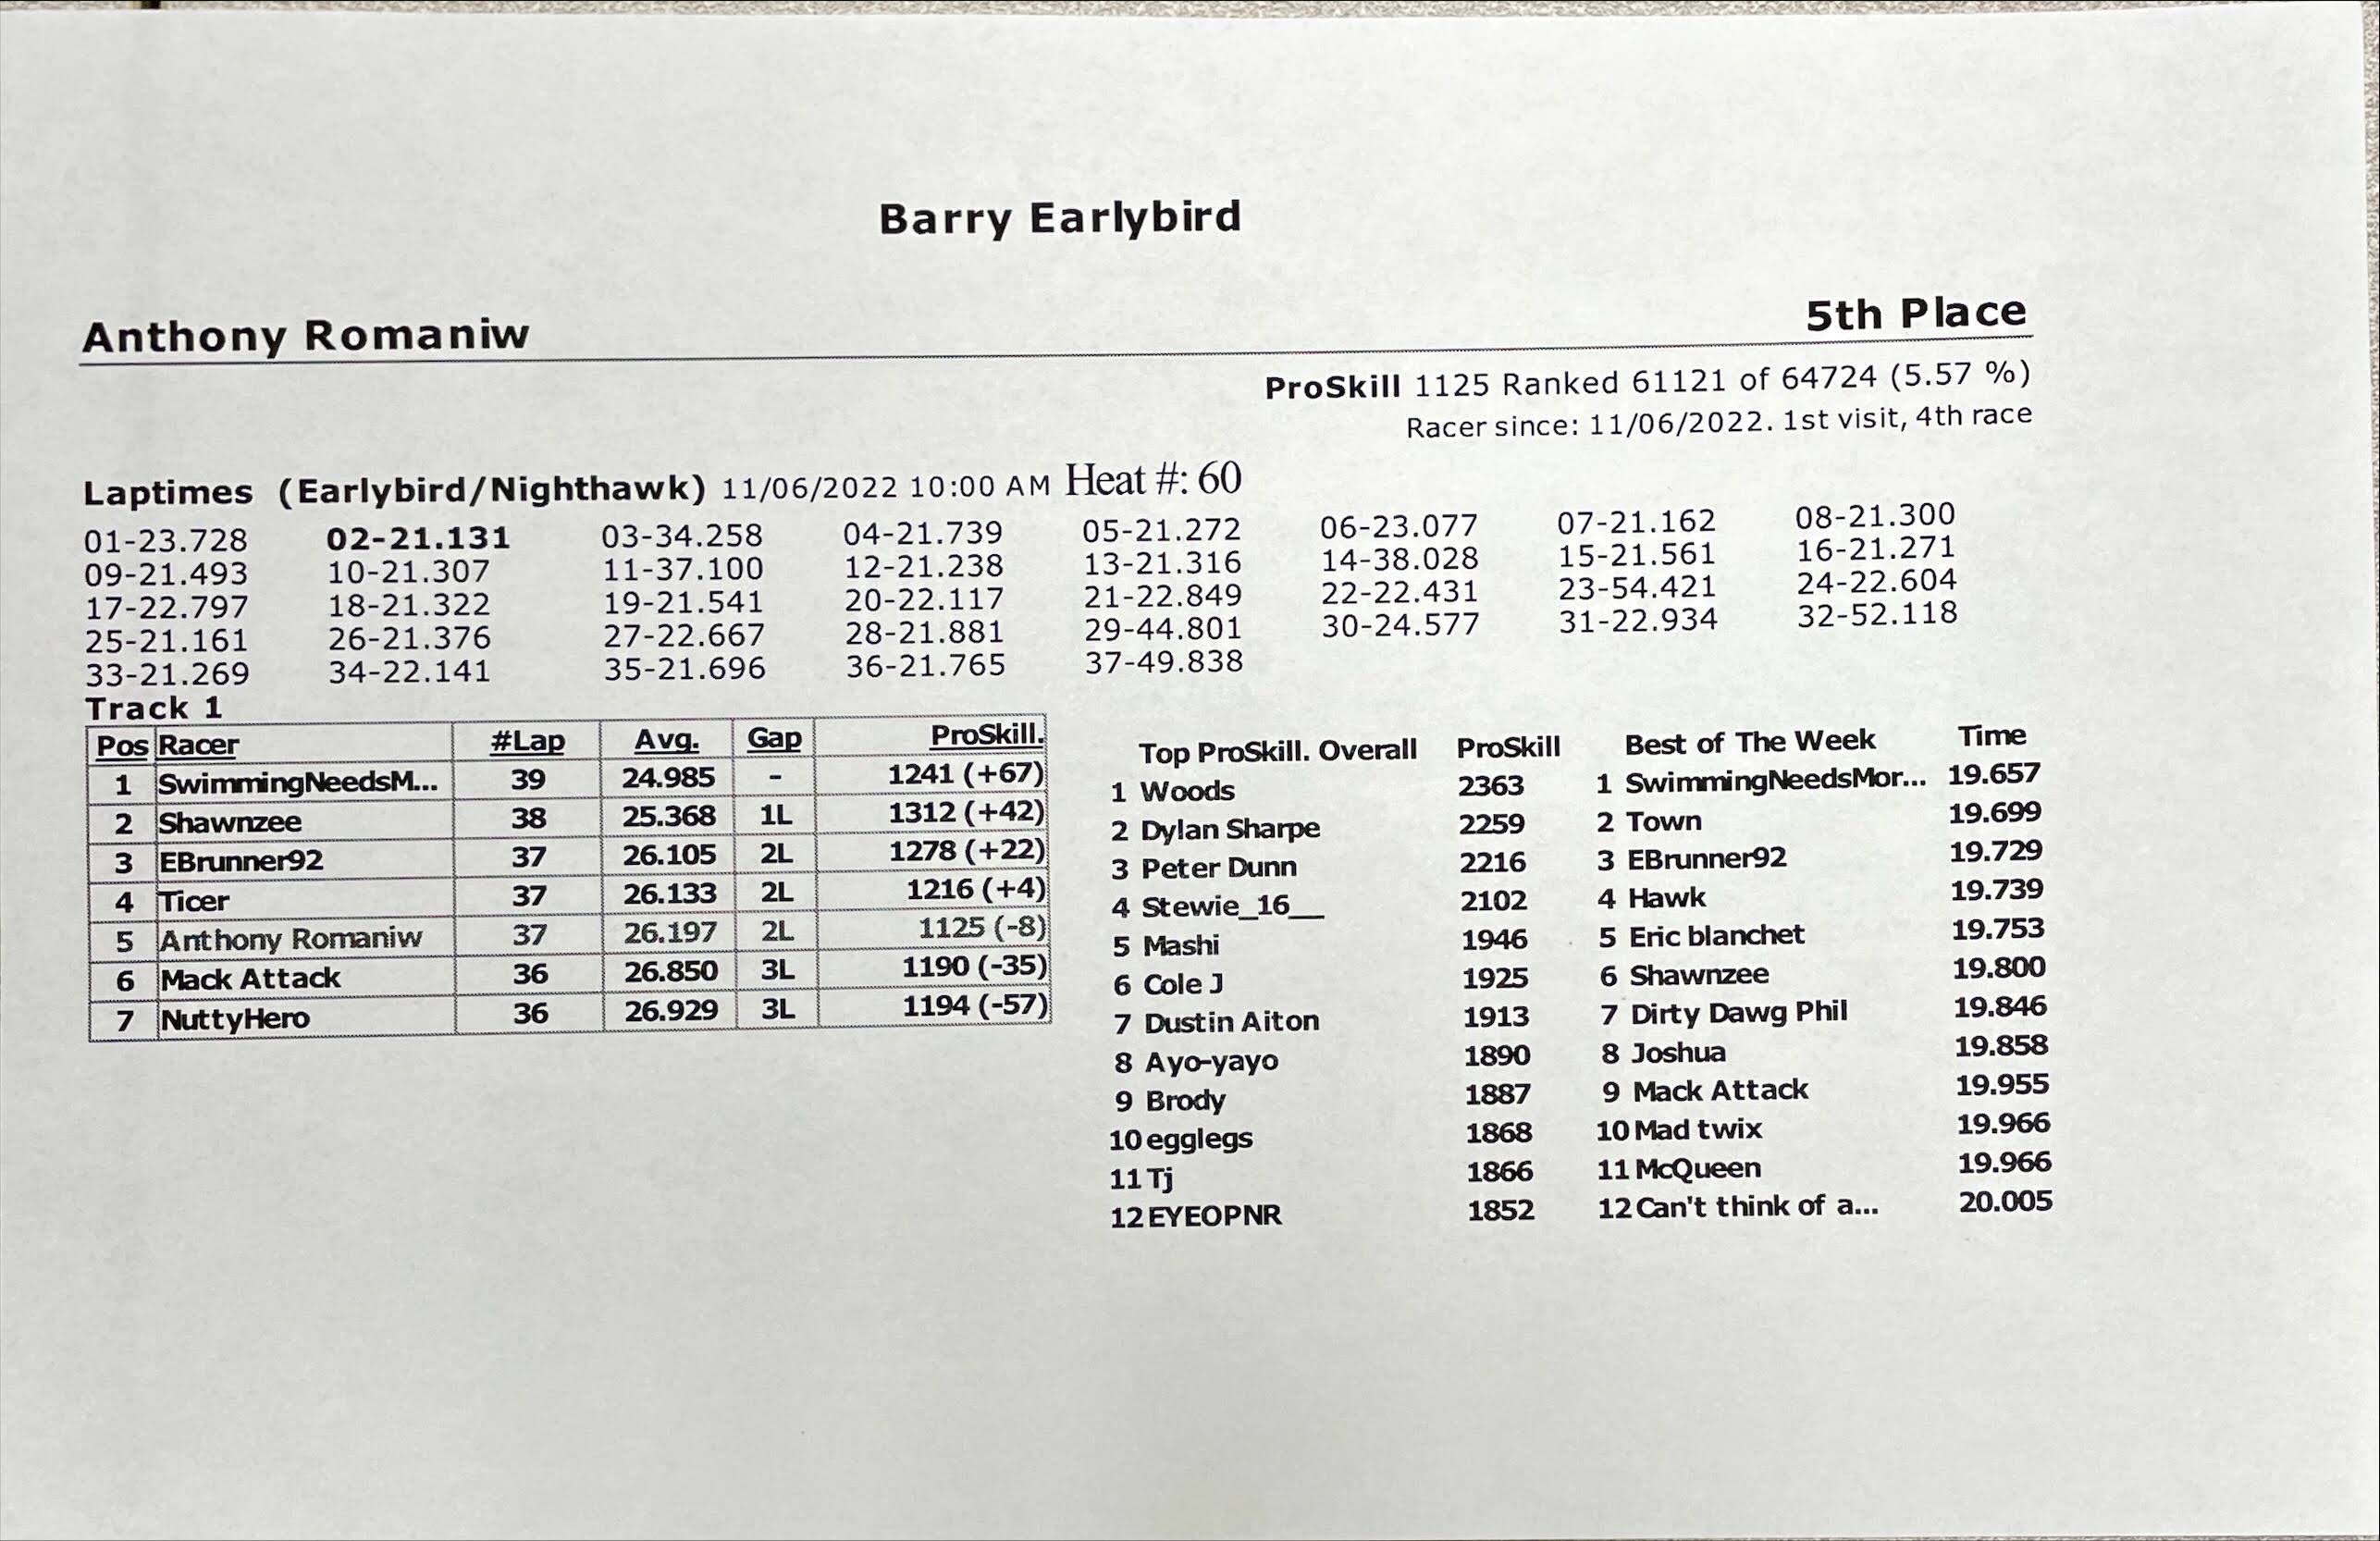 Barry Earlybird
Anthony Romaniw 5th Place
ProSkill 1125 Ranked 61121 of 64724 (5.57 %)
Racer since: 11/06/2022. 1st visit, 4th race
Laptimes (Earlybird/Nighthawk) 11/06/2022 10:00 AM Heat #: 60
01-23.728 02-21.131 03-34.258 04-21.739 05-21.272 06-23.077 07-21.162 08-21.300
09-21.493 10-21.307 11-37.100 12-21.238 13-21.316 14-38.028 15-21.561 16-21.271
17-22.797 18-21.322 19-21.541 20-22.117 21-22.849 22-22.431 23-54.421 24-22.604
25-21.161 26-21.376 27-22.667 28-21.881 29-44.801 30-24.577 31-22.934 32-52.118
33-21.269 34-22.141 35-21.696 36-21.765 37-49.838
Track 1
Pos Racer #Lap Avg. Gap ProSkill.
1 SwimmingNeedsM... 39 24.985 - 1241 (+67)
2 Shawnzee 38 25.368 1L 1312 (+42)
3 EBrunner92 37 26.105 2L 1278 (+22)
4 Ticer 37 26.133 2L 1216 (+4)
5 Anthony Romaniw 37 26.197 2L 1125 (-8)
6 Mack Attack 36 26.850 3L 1190 (-35)
7 NuttyHero 36 26.929 3L 1194 (-57)
Top ProSkill. Overall ProSkill
1 Woods 2363
2 Dylan Sharpe 2259
3 Peter Dunn 2216
4 Stewie_16__ 2102
5 Mashi 1946
6 Cole J 1925
7 Dustin Aiton 1913
8 Ayo-yayo 1890
9 Brody 1887
10 egglegs 1868
11 Tj 1866
12 EYEOPNR 1852
Best of The Week Time
1 SwimmingNeedsMor... 19.657
2 Town 19.699
3 EBrunner92 19.729
4 Hawk 19.739
5 Eric blanchet 19.753
6 Shawnzee 19.800
7 Dirty Dawg Phil 19.846
8 Joshua 19.858
9 Mack Attack 19.955
10 Mad twix 19.966
11 McQueen 19.966
12 Can't think of a... 20.005